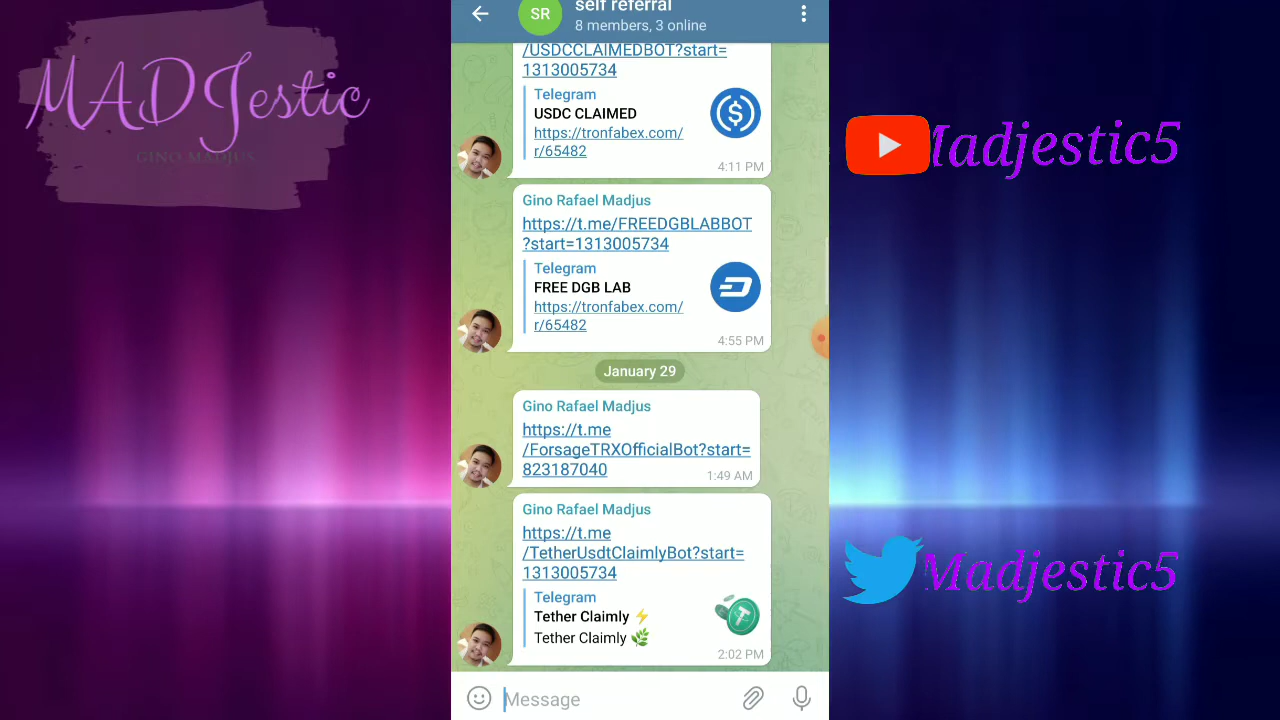 MADJestic
GINO MADJUS
SR
self referral
8 members, 3 online
/USDCCLAIMEDBOT?start=
1313005734
Telegram
USDC CLAIMED
https://tronfabex.com/
r/65482
4:11 PM
Gino Rafael Madjus
https://t.me/FREEDGBLABBOT
?start=1313005734
Telegram
FREE DGB LAB
https://tronfabex.com/
r/65482
4:55 PM
January 29
Gino Rafael Madjus
https://t.me
/ForsageTRXOfficialBot?start=
823187040
1:49 AM
Gino Rafael Madjus
https://t.me
/TetherUsdtClaimlyBot?start=
1313005734
Telegram
Tether Claimly ⚡
Tether Claimly 🌿
2:02 PM
Message
Madjestic5
Madjestic5